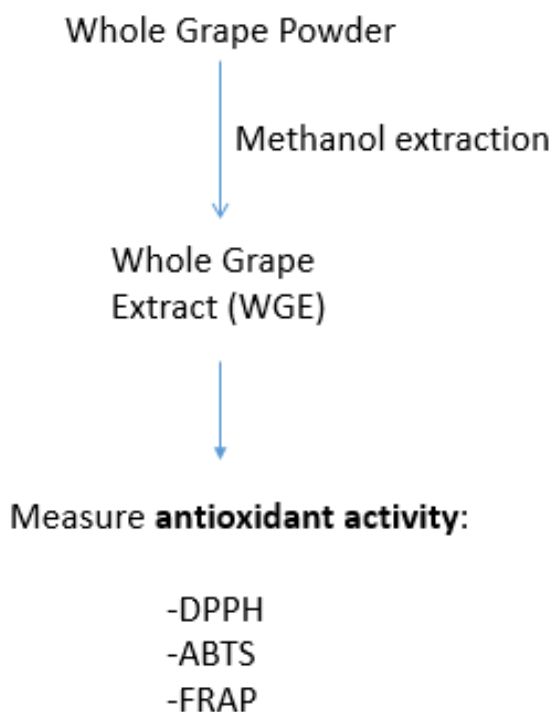 Whole Grape Powder
Methanol extraction
Whole Grape
Extract (WGE)
Measure antioxidant activity:
-DPPH
-ABTS
-FRAP